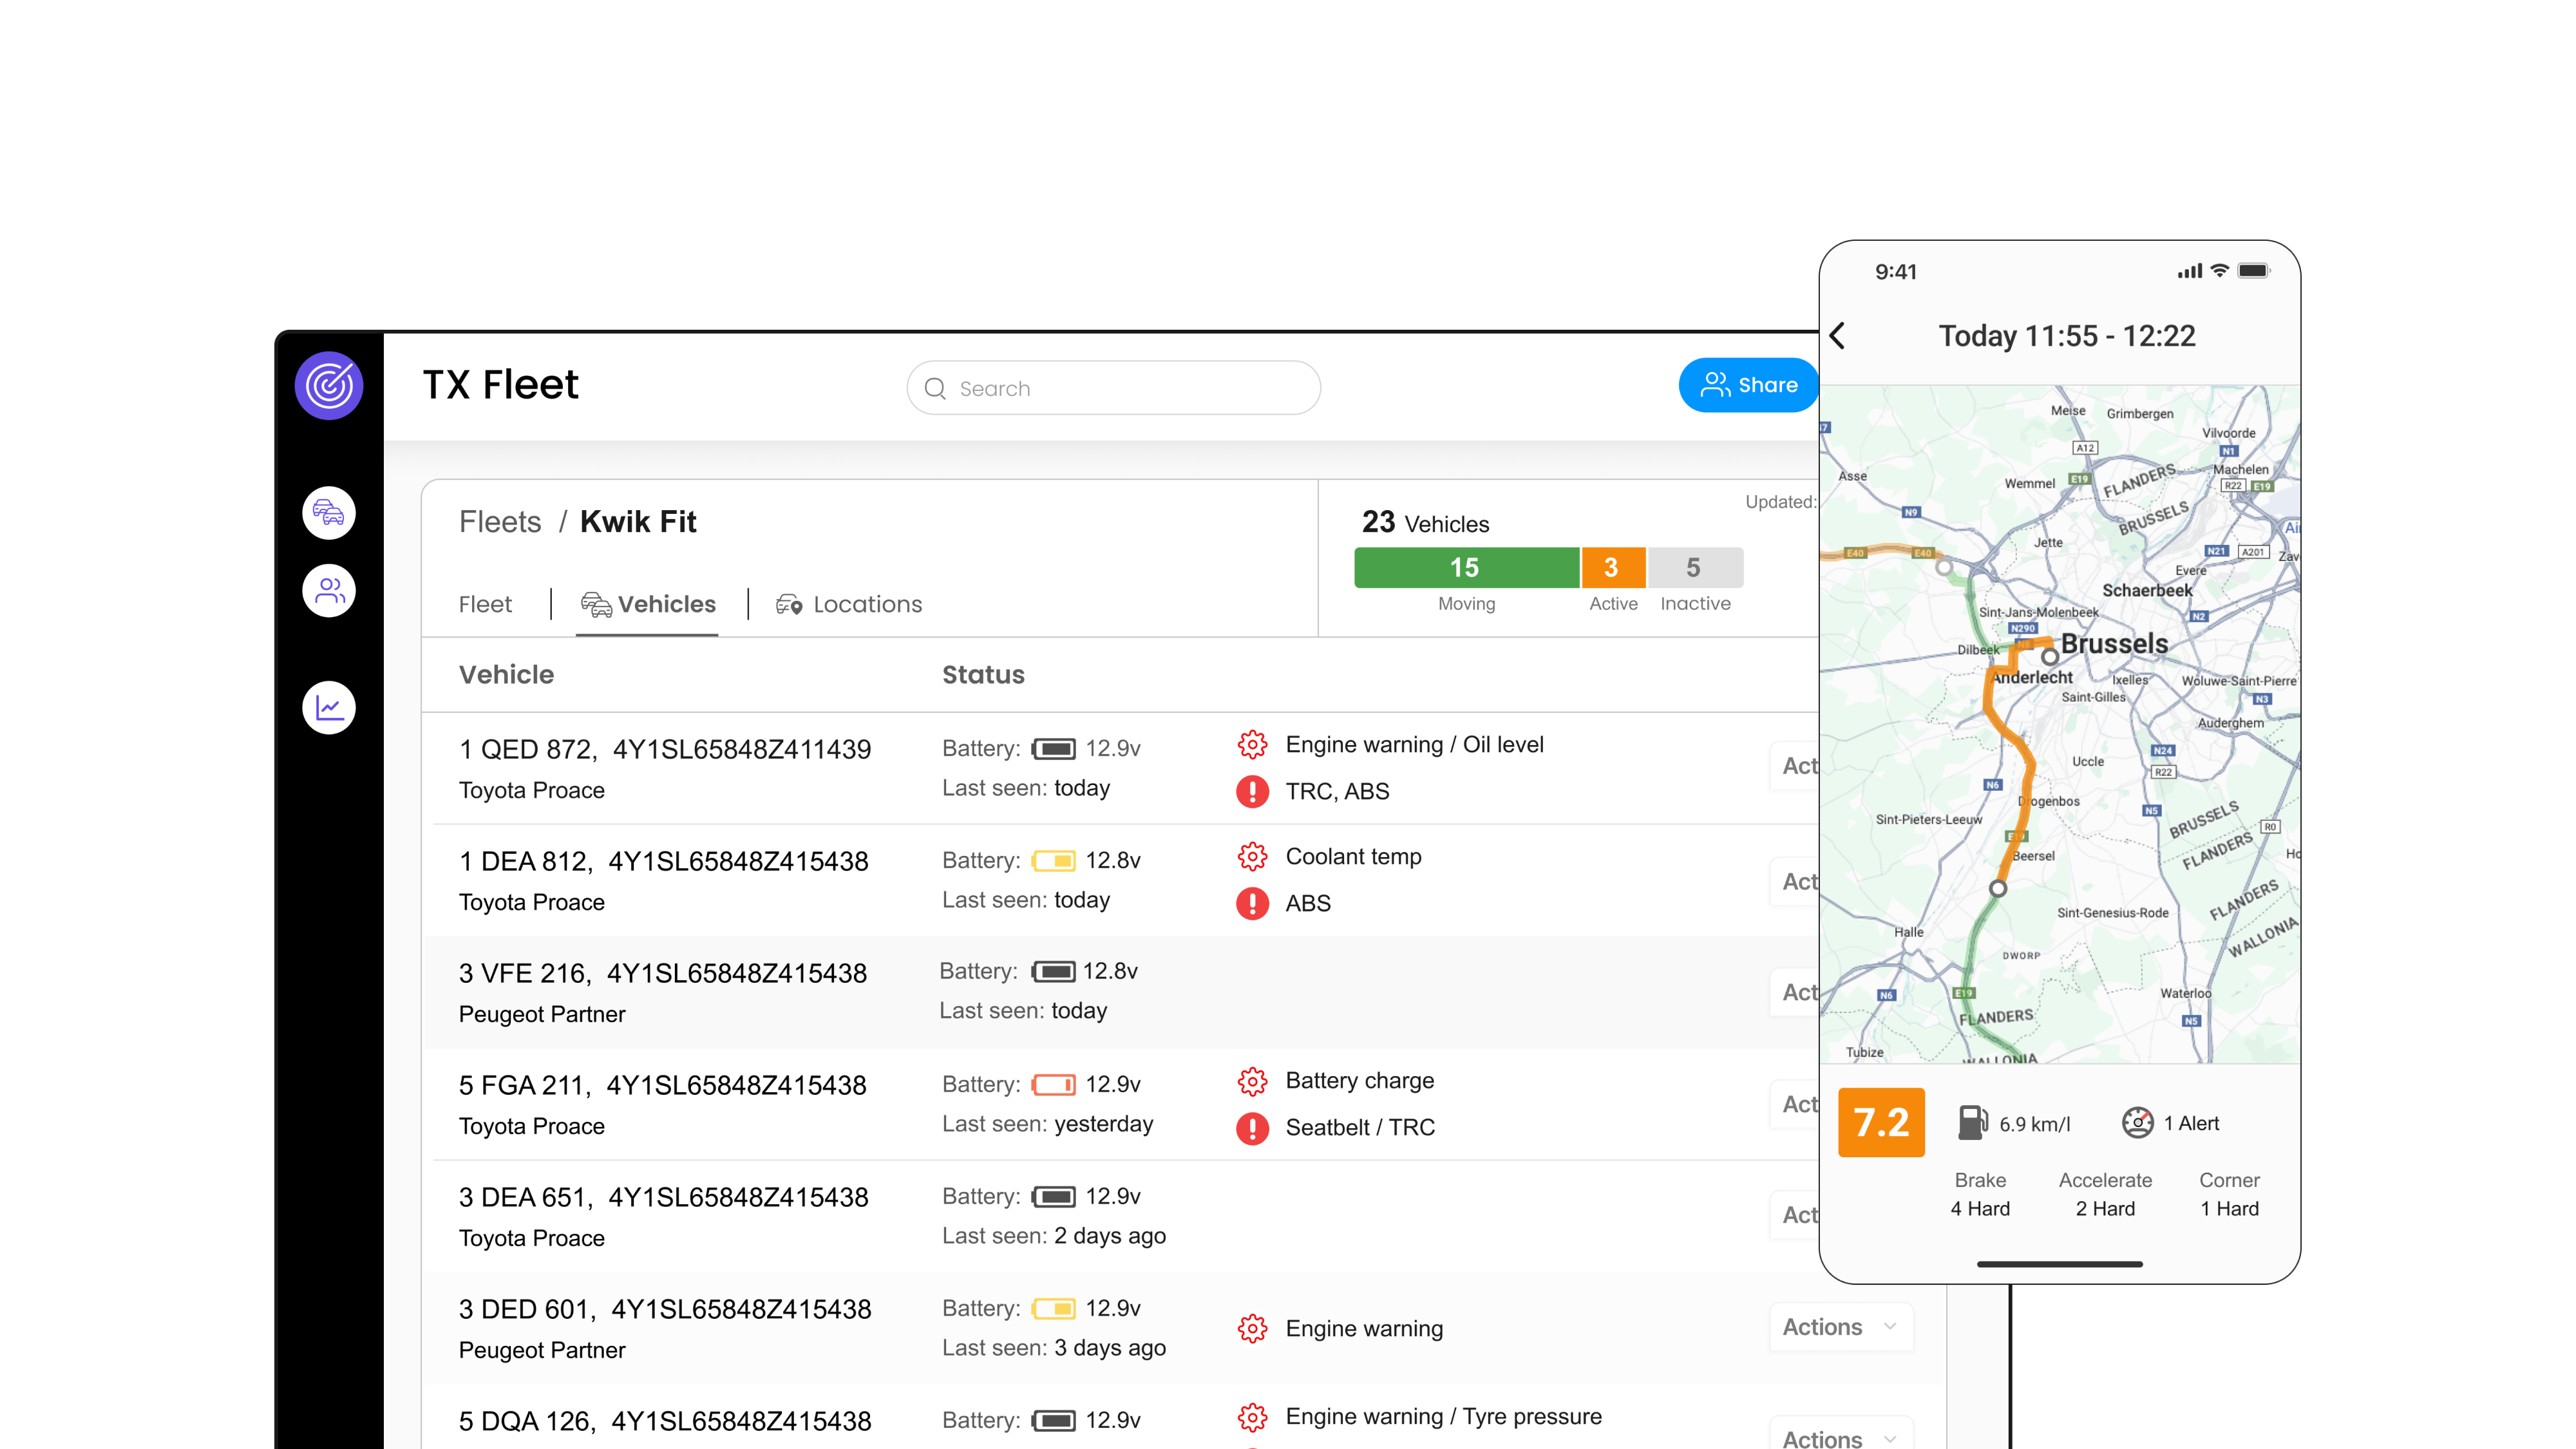 TX Fleet
Search
Share
Fleets / Kwik Fit
Updated:
23 Vehicles
15 3 5
Moving Active Inactive
Fleet Vehicles Locations
Vehicle Status
1 QED 872, 4Y1SL65848Z411439
Toyota Proace
Battery: 12.9v
Last seen: today
Engine warning / Oil level
TRC, ABS
Act
1 DEA 812, 4Y1SL65848Z415438
Toyota Proace
Battery: 12.8v
Last seen: today
Coolant temp
ABS
Act
3 VFE 216, 4Y1SL65848Z415438
Peugeot Partner
Battery: 12.8v
Last seen: today
Act
5 FGA 211, 4Y1SL65848Z415438
Toyota Proace
Battery: 12.9v
Last seen: yesterday
Battery charge
Seatbelt / TRC
Act
3 DEA 651, 4Y1SL65848Z415438
Toyota Proace
Battery: 12.9v
Last seen: 2 days ago
Act
3 DED 601, 4Y1SL65848Z415438
Peugeot Partner
Battery: 12.9v
Last seen: 3 days ago
Engine warning
Actions
5 DQA 126, 4Y1SL65848Z415438
Battery: 12.9v
Engine warning / Tyre pressure
Actions
9:41
Today 11:55 - 12:22
Meise
Grimbergen
Vilvoorde
A12
N1
Asse
Machelen
Wemmel
E19
FLANDERS
R22
E19
N9
BRUSSELS
Jette
E40
E40
N21
A201
Zav
Evere
Schaerbeek
Sint-Jans-Molenbeek
N2
N290
Brussels
Dilbeek
Anderlecht
Ixelles
Woluwe-Saint-Pierre
Saint-Gilles
N3
Auderghem
N24
Uccle
R22
N6
Drogenbos
N5
BRUSSELS
Sint-Pieters-Leeuw
R0
E19
FLANDERS
Beersel
Ho
FLANDERS
Sint-Genesius-Rode
Halle
WALLONIA
DWORP
E19
Waterloo
N6
FLANDERS
N5
Tubize
WALLONIA
7.2
6.9 km/l
1 Alert
Brake Accelerate Corner
4 Hard 2 Hard 1 Hard